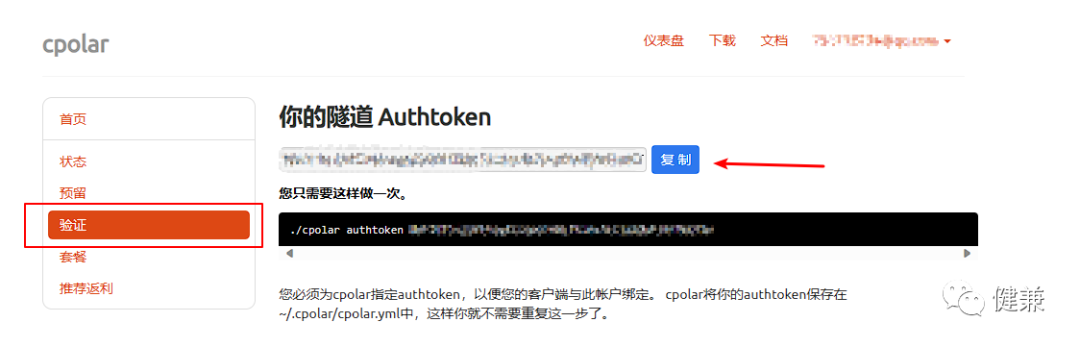 cpolar
仪表盘 下载 文档
首页
状态
预留
验证
套餐
推荐返利
你的隧道 Authtoken
复制
您只需要这样做一次。
./cpolar authtoken
您必须为cpolar指定authtoken，以便您的客户端与此帐户绑定。 cpolar将你的authtoken保存在
~/.cpolar/cpolar.yml中，这样你就不需要重复这一步了。
健兼